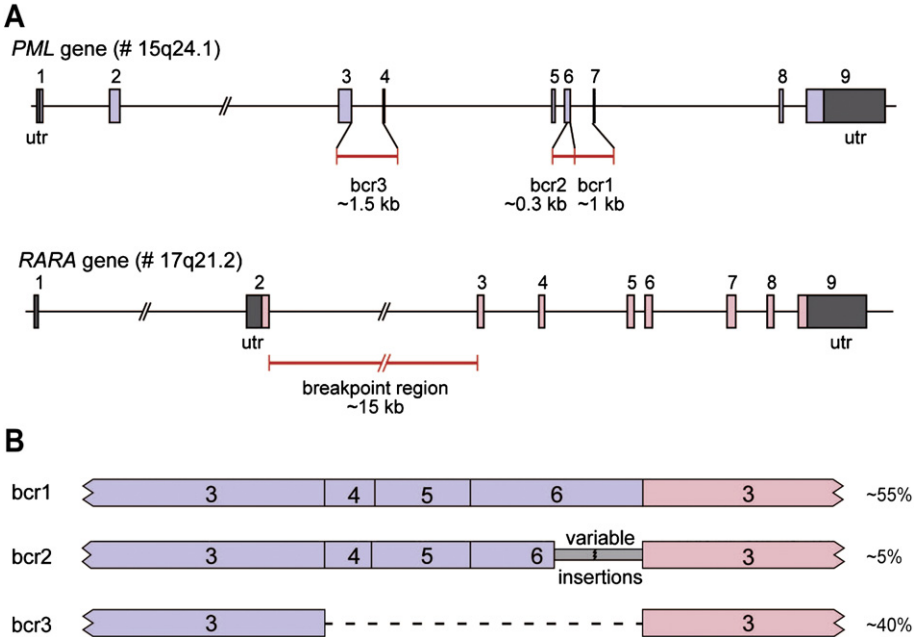 A
PML gene (# 15q24.1)
1 2 3 4 5 6 7 8 9
utr utr
bcr3 bcr2 bcr1
~1.5 kb ~0.3 kb ~1 kb
RARA gene (# 17q21.2)
1 2 3 4 5 6 7 8 9
utr utr
breakpoint region
~15 kb
B
bcr1 3 4 5 6 3 ~55%
bcr2 3 4 5 6 variable insertions 3 ~5%
bcr3 3 3 ~40%